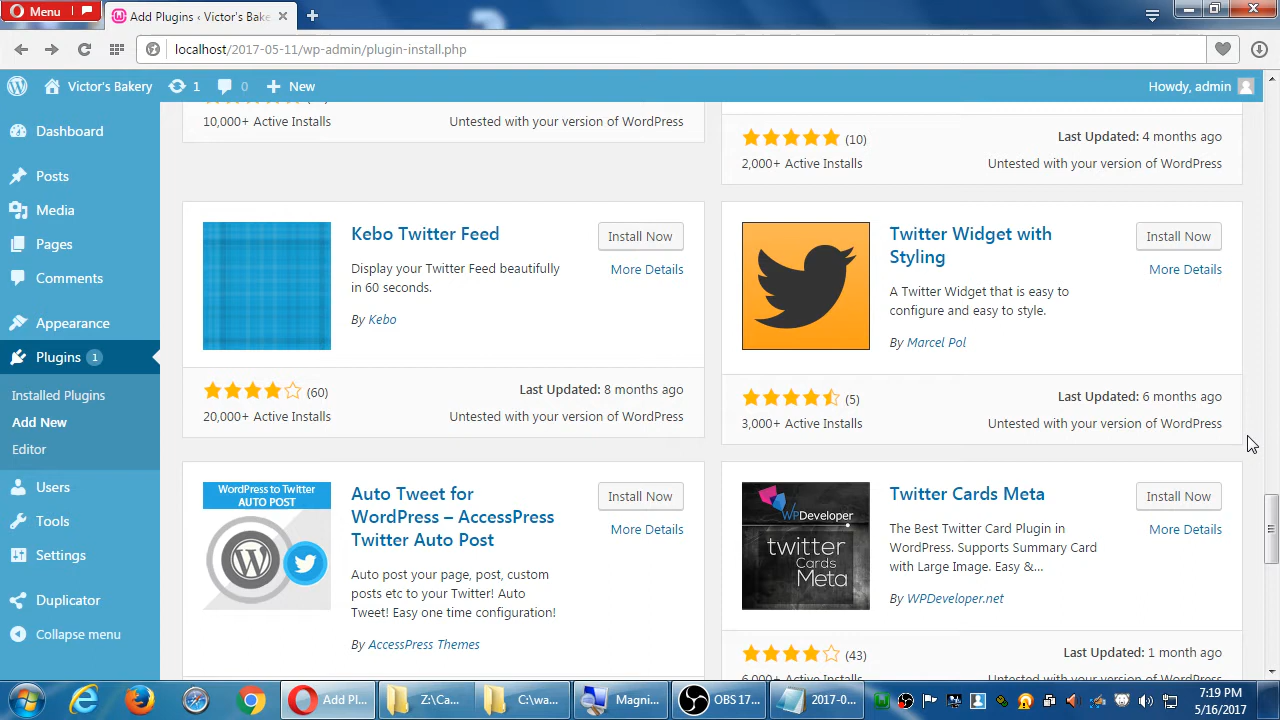 Menu
Add Plugins ‹ Victor's Bake
localhost/2017-05-11/wp-admin/plugin-install.php
Victor's Bakery
1
0
New
Howdy, admin
Dashboard
Posts
Media
Pages
Comments
Appearance
Plugins 1
Installed Plugins
Add New
Editor
Users
Tools
Settings
Duplicator
Collapse menu
10,000+ Active Installs
Untested with your version of WordPress
(10)
Last Updated: 4 months ago
2,000+ Active Installs
Untested with your version of WordPress
Kebo Twitter Feed
Install Now
More Details
Display your Twitter Feed beautifully
in 60 seconds.
By Kebo
(60)
Last Updated: 8 months ago
20,000+ Active Installs
Untested with your version of WordPress
Twitter Widget with
Styling
Install Now
More Details
A Twitter Widget that is easy to
configure and easy to style.
By Marcel Pol
(5)
Last Updated: 6 months ago
3,000+ Active Installs
Untested with your version of WordPress
WordPress to Twitter
AUTO POST
Auto Tweet for
WordPress – AccessPress
Twitter Auto Post
Install Now
More Details
Auto post your page, post, custom
posts etc to your Twitter! Auto
Tweet! Easy one time configuration!
By AccessPress Themes
WPDeveloper
twitter
Cards
Meta
Twitter Cards Meta
Install Now
More Details
The Best Twitter Card Plugin in
WordPress. Supports Summary Card
with Large Image. Easy &...
By WPDeveloper.net
(43)
Last Updated: 1 month ago
6,000+ Active Installs
Untested with your version of WordPress
Add Pl...
Z:\Ca...
C:\wa...
Magni...
OBS 17...
2017-0...
7:19 PM
5/16/2017